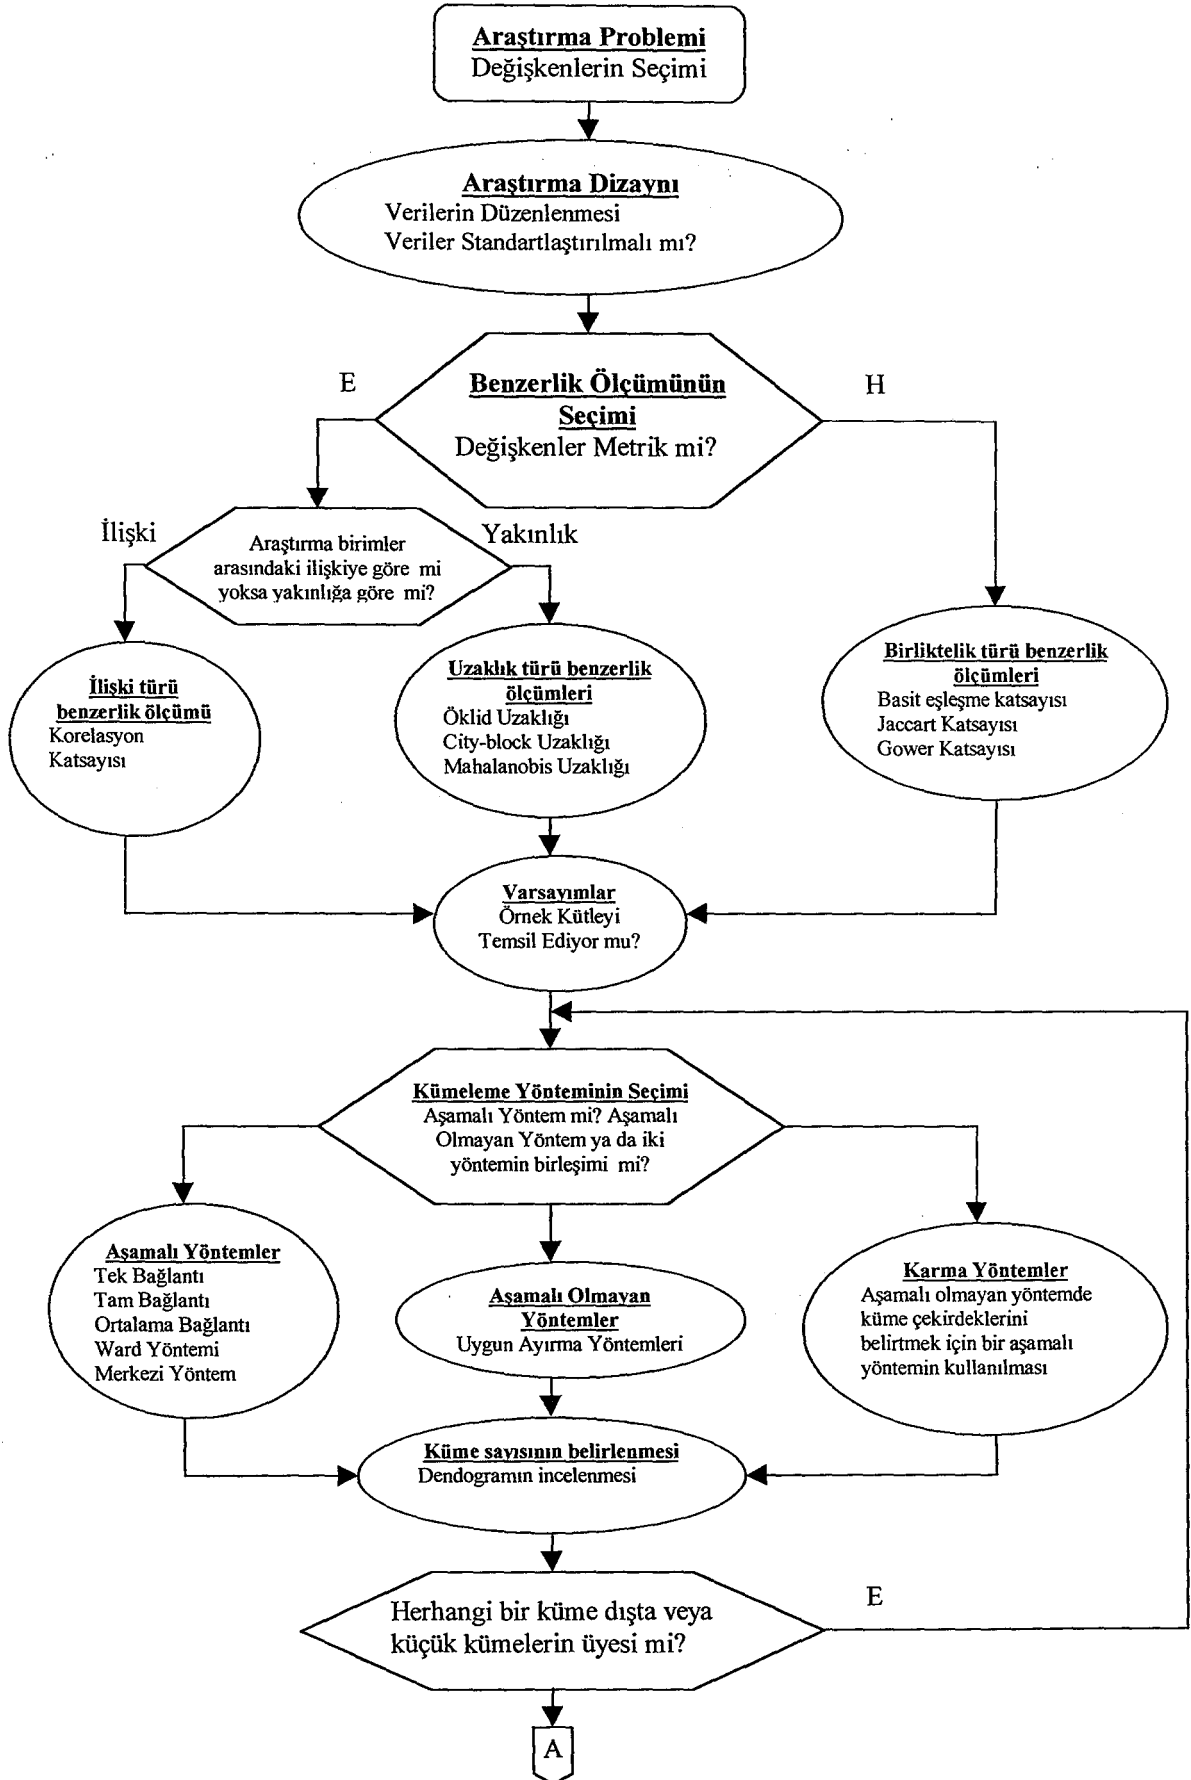 Araştırma Problemi
Değişkenlerin Seçimi
Araştırma Dizaynı
Verilerin Düzenlenmesi
Veriler Standartlaştırılmalı mı?
E
Benzerlik Ölçümünün
Seçimi
Değişkenler Metrik mi?
H
İlişki
Araştırma birimler
arasındaki ilişkiye göre mi
yoksa yakınlığa göre mi?
Yakınlık
İlişki türü
benzerlik ölçümü
Korelasyon
Katsayısı
Uzaklık türü benzerlik
ölçümleri
Öklid Uzaklığı
City-block Uzaklığı
Mahalanobis Uzaklığı
Birliktelik türü benzerlik
ölçümleri
Basit eşleşme katsayısı
Jaccart Katsayısı
Gower Katsayısı
Varsayımlar
Örnek Kütleyi
Temsil Ediyor mu?
Kümeleme Yönteminin Seçimi
Aşamalı Yöntem mi? Aşamalı
Olmayan Yöntem ya da iki
yöntemin birleşimi mi?
Aşamalı Yöntemler
Tek Bağlantı
Tam Bağlantı
Ortalama Bağlantı
Ward Yöntemi
Merkezi Yöntem
Aşamalı Olmayan
Yöntemler
Uygun Ayırma Yöntemleri
Karma Yöntemler
Aşamalı olmayan yöntemde
küme çekirdeklerini
belirtmek için bir aşamalı
yöntemin kullanılması
Küme sayısının belirlenmesi
Dendogramın incelenmesi
Herhangi bir küme dışta veya
küçük kümelerin üyesi mi?
E
A